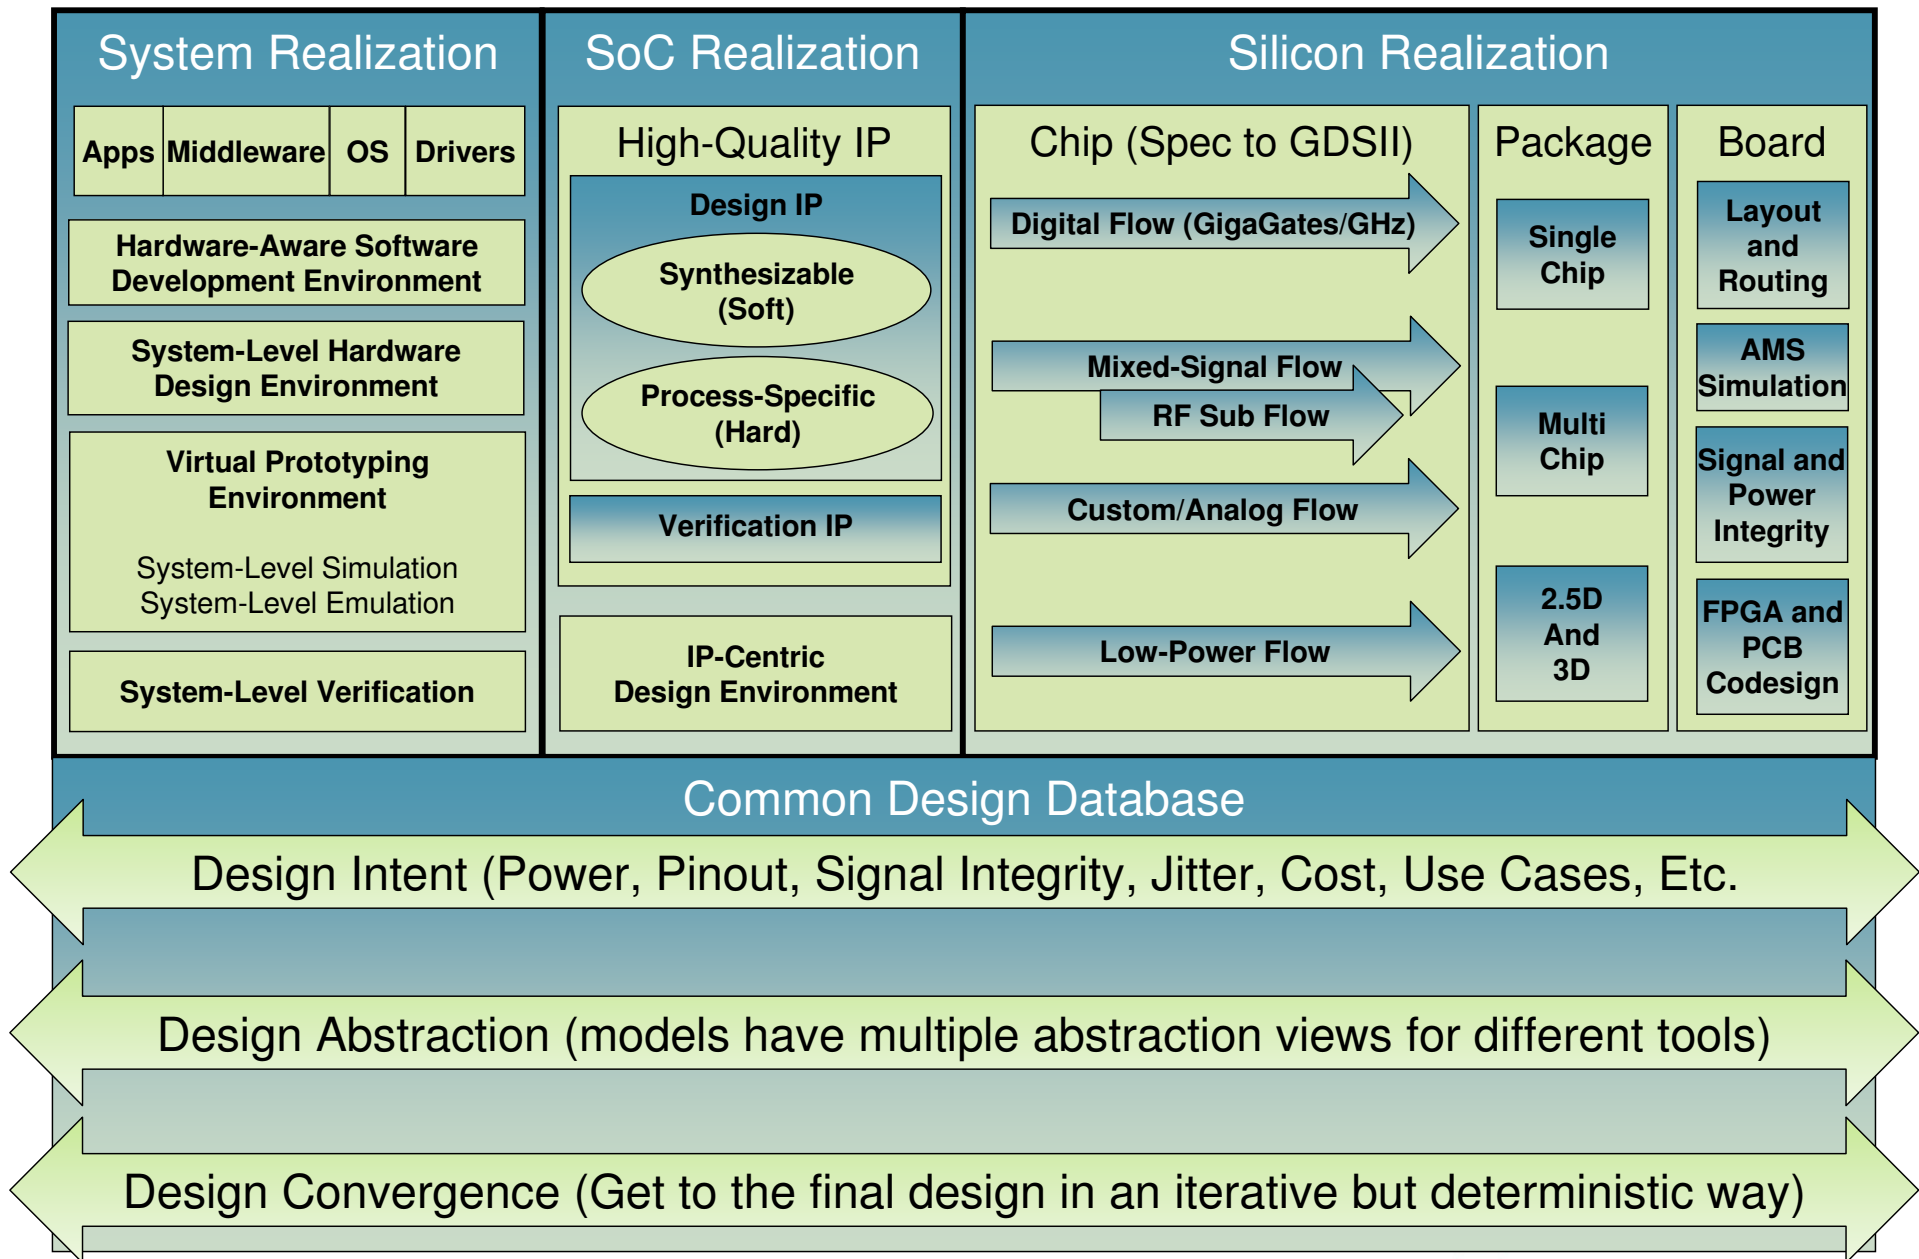 System Realization
Apps
Middleware
OS
Drivers
Hardware-Aware Software
Development Environment
System-Level Hardware
Design Environment
Virtual Prototyping
Environment
System-Level Simulation
System-Level Emulation
System-Level Verification
SoC Realization
High-Quality IP
Design IP
Synthesizable
(Soft)
Process-Specific
(Hard)
Verification IP
IP-Centric
Design Environment
Silicon Realization
Chip (Spec to GDSII)
Digital Flow (GigaGates/GHz)
Mixed-Signal Flow
RF Sub Flow
Custom/Analog Flow
Low-Power Flow
Package
Single
Chip
Multi
Chip
2.5D
And
3D
Board
Layout
and
Routing
AMS
Simulation
Signal and
Power
Integrity
FPGA and
PCB
Codesign
Common Design Database
Design Intent (Power, Pinout, Signal Integrity, Jitter, Cost, Use Cases, Etc.
Design Abstraction (models have multiple abstraction views for different tools)
Design Convergence (Get to the final design in an iterative but deterministic way)